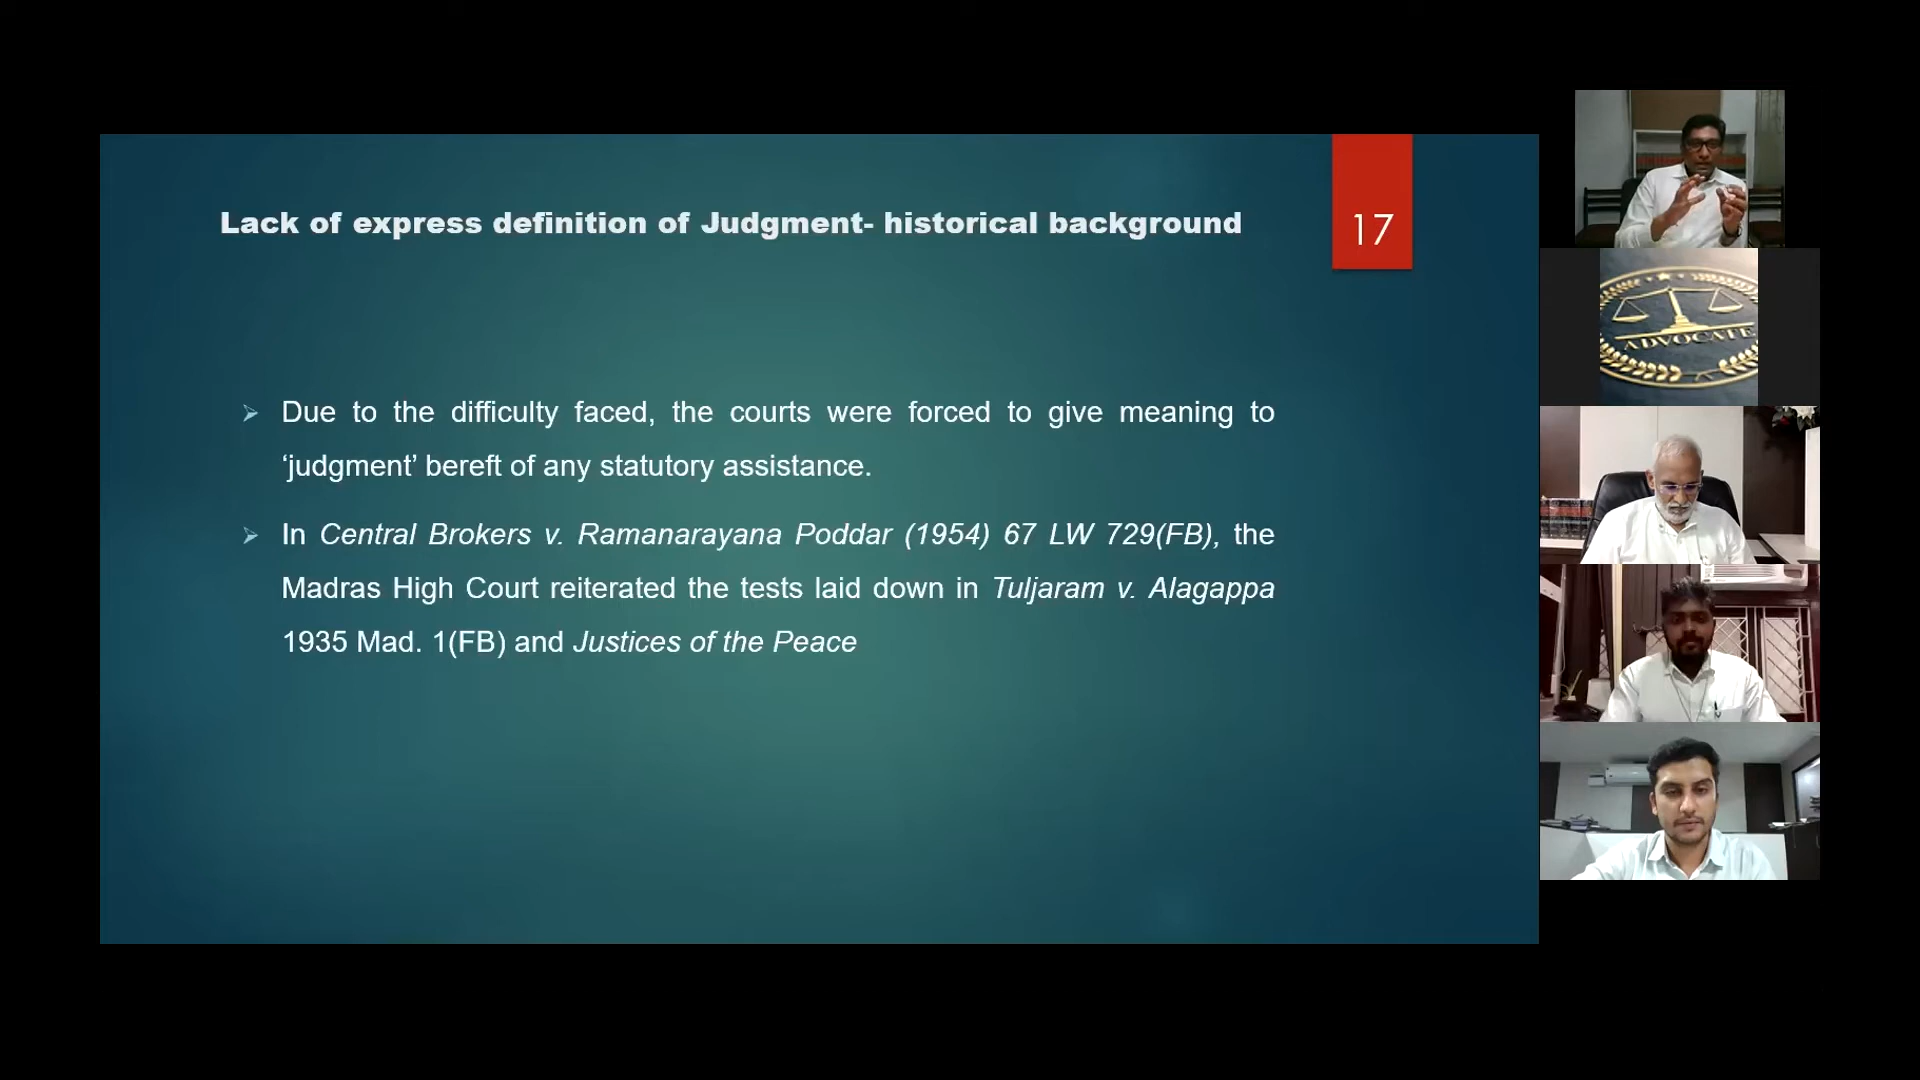 Lack of express definition of Judgment- historical background
17
➢ Due to the difficulty faced, the courts were forced to give meaning to
‘judgment’ bereft of any statutory assistance.
➢ In Central Brokers v. Ramanarayana Poddar (1954) 67 LW 729(FB), the
Madras High Court reiterated the tests laid down in Tuljaram v. Alagappa
1935 Mad. 1(FB) and Justices of the Peace
ADVOCATE